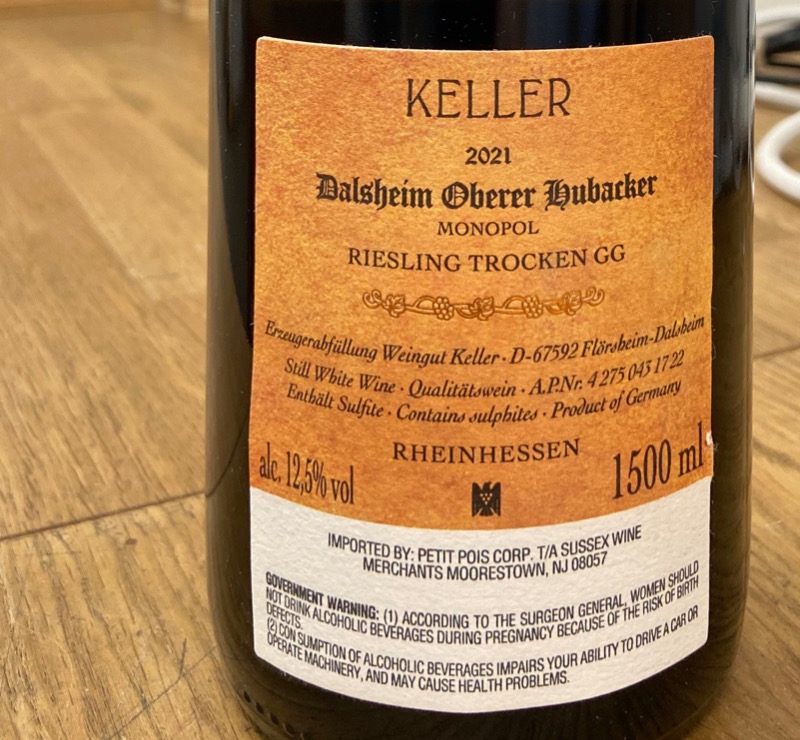 KELLER
2021
Dalsheim Oberer Hubacker
MONOPOL
RIESLING TROCKEN GG
Erzeugerabfüllung Weingut Keller · D-67592 Flörsheim-Dalsheim
Still White Wine · Qualitätswein · A.P.Nr. 4 275 043 17 22
Enthält Sulfite · Contains sulphites · Product of Germany
RHEINHESSEN
alc. 12,5% vol
1500 ml
IMPORTED BY: PETIT POIS CORP. T/A SUSSEX WINE
MERCHANTS MOORESTOWN, NJ 08057
GOVERNMENT WARNING: (1) ACCORDING TO THE SURGEON GENERAL, WOMEN SHOULD
NOT DRINK ALCOHOLIC BEVERAGES DURING PREGNANCY BECAUSE OF THE RISK OF BIRTH
DEFECTS.
(2) CON SUMPTION OF ALCOHOLIC BEVERAGES IMPAIRS YOUR ABILITY TO DRIVE A CAR OR
OPERATE MACHINERY, AND MAY CAUSE HEALTH PROBLEMS.